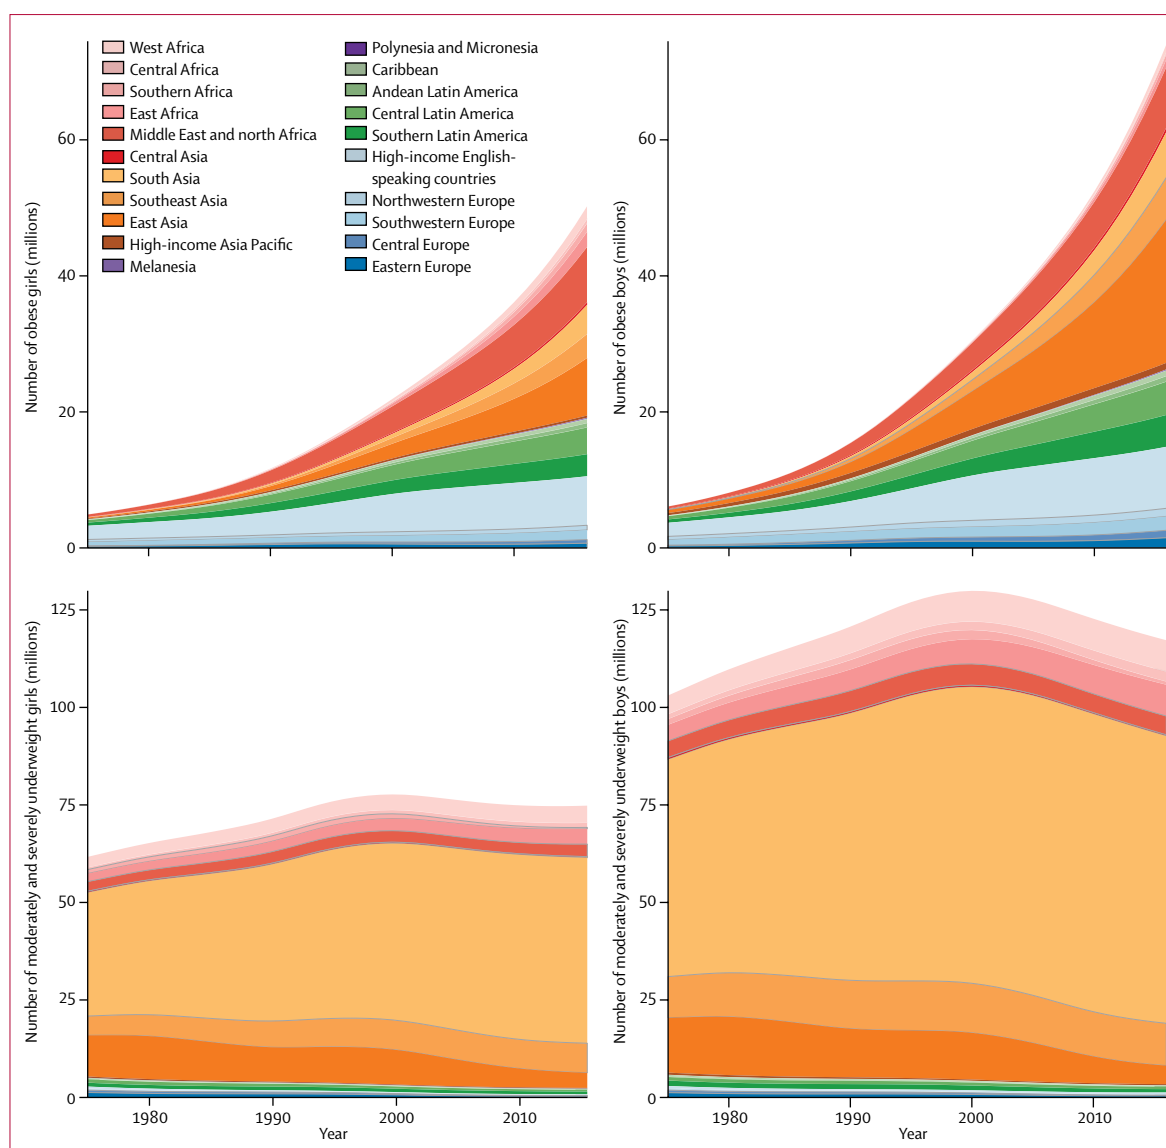 West Africa
Central Africa
Southern Africa
East Africa
Middle East and north Africa
Central Asia
South Asia
Southeast Asia
East Asia
High-income Asia Pacific
Melanesia
Polynesia and Micronesia
Caribbean
Andean Latin America
Central Latin America
Southern Latin America
High-income English-
speaking countries
Northwestern Europe
Southwestern Europe
Central Europe
Eastern Europe
Number of obese girls (millions)
60
40
20
0
Number of obese boys (millions)
60
40
20
0
Number of moderately and severely underweight girls (millions)
125
100
75
50
25
0
1980
1990
2000
2010
Year
Number of moderately and severely underweight boys (millions)
125
100
75
50
25
0
1980
1990
2000
2010
Year